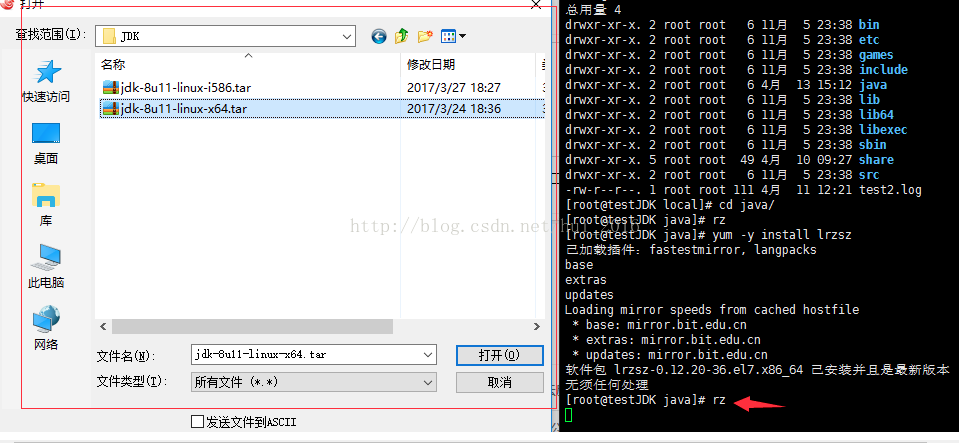 打开
查找范围(I):
JDK
名称
修改日期
jdk-8u11-linux-i586.tar
2017/3/27 18:27
jdk-8u11-linux-x64.tar
2017/3/24 18:36
快速访问
桌面
库
此电脑
网络
文件名(N):
jdk-8u11-linux-x64.tar
打开(O)
文件类型(T):
所有文件 (*.*)
取消
发送文件到ASCII
http://blog.csdn.net/hui_2016
总用量 4
drwxr-xr-x. 2 root root   6 11月  5 23:38 bin
drwxr-xr-x. 2 root root   6 11月  5 23:38 etc
drwxr-xr-x. 2 root root   6 11月  5 23:38 games
drwxr-xr-x. 2 root root   6 11月  5 23:38 include
drwxr-xr-x. 2 root root   6 4月  13 15:12 java
drwxr-xr-x. 2 root root   6 11月  5 23:38 lib
drwxr-xr-x. 2 root root   6 11月  5 23:38 lib64
drwxr-xr-x. 2 root root   6 11月  5 23:38 libexec
drwxr-xr-x. 2 root root   6 11月  5 23:38 sbin
drwxr-xr-x. 5 root root  49 4月  10 09:27 share
drwxr-xr-x. 2 root root   6 11月  5 23:38 src
-rw-r--r--. 1 root root 111 4月  11 12:21 test2.log
[root@testJDK local]# cd java/
[root@testJDK java]# rz
[root@testJDK java]# yum -y install lrzsz
已加载插件: fastestmirror, langpacks
base
extras
updates
Loading mirror speeds from cached hostfile
 * base: mirror.bit.edu.cn
 * extras: mirror.bit.edu.cn
 * updates: mirror.bit.edu.cn
软件包 lrzsz-0.12.20-36.el7.x86_64 已安装并且是最新版本
无须任何处理
[root@testJDK java]# rz